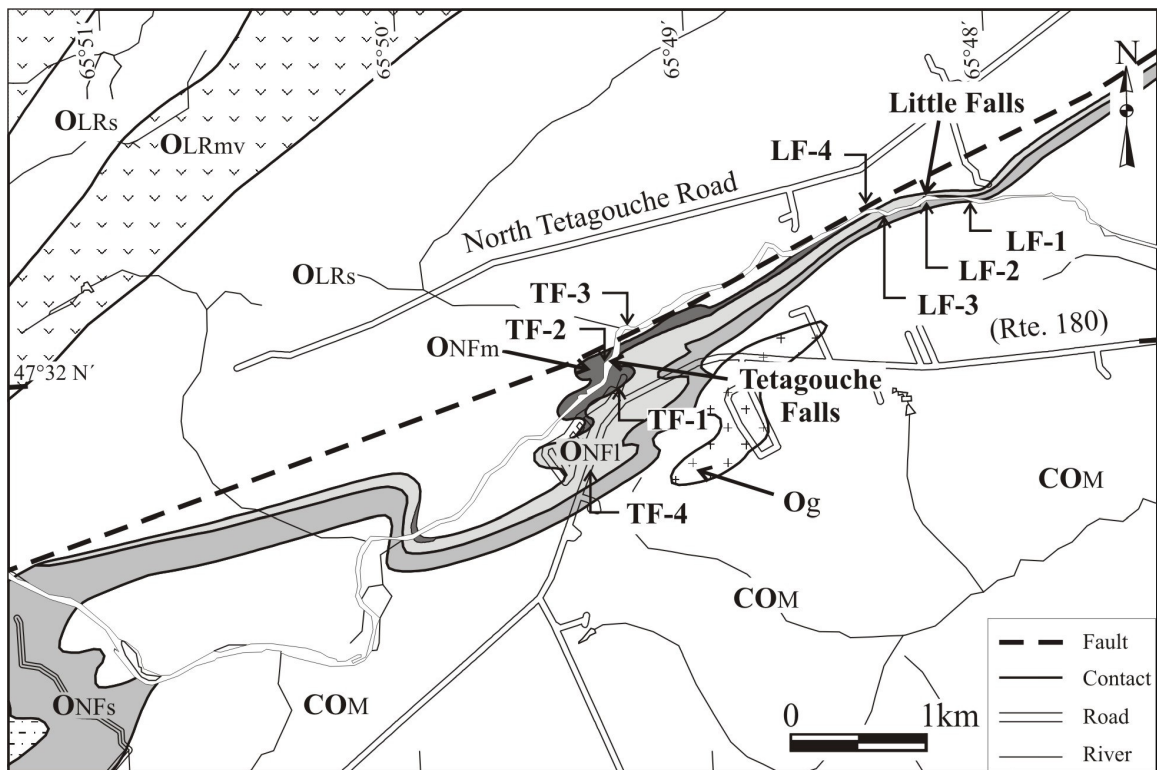 65°51´
65°50´
65°49´
65°48´
N
OLRs
OLRmv
Little Falls
LF-4
North Tetagouche Road
LF-1
OLRs
LF-2
TF-3
LF-3
TF-2
(Rte. 180)
ONFm
47°32 N´
Tetagouche
Falls
TF-1
ONFl
COM
Og
TF-4
COM
ONFs
COM
0
1km
Fault
Contact
Road
River